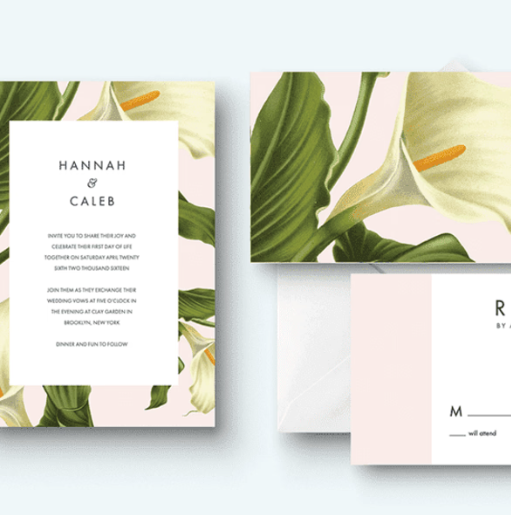 HANNAH
&
CALEB
INVITE YOU TO SHARE THEIR JOY AND
CELEBRATE THEIR FIRST DAY OF LIFE
TOGETHER ON SATURDAY APRIL TWENTY
SIXTH TWO THOUSAND SIXTEEN
JOIN THEM AS THEY EXCHANGE THEIR
WEDDING VOWS AT FIVE O'CLOCK IN
THE EVENING AT CLAY GARDEN IN
BROOKLYN, NEW YORK
DINNER AND FUN TO FOLLOW
R
BY A
M
will attend